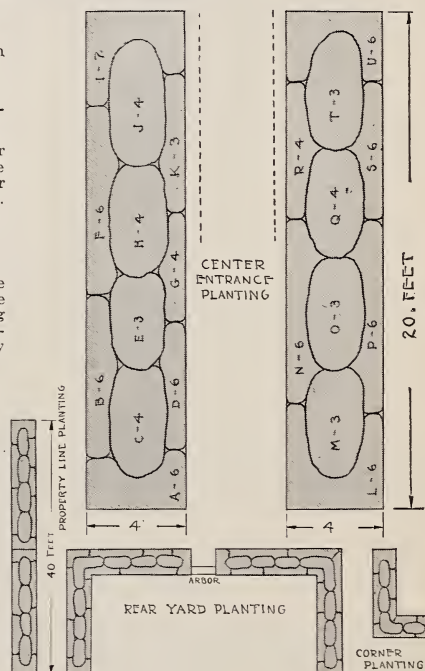 I-7
J-4
K-3
F-6
H-4
G-4
E-3
B-6
D-6
C-4
A-6
4'
CENTER
ENTRANCE
PLANTING
U-6
T-3
R-4
S-6
Q-4
O-3
N-6
P-6
M-3
L-6
4
20. FEET
PROPERTY LINE PLANTING
40 FEET
ARBOR
REAR YARD PLANTING
CORNER
PLANTING